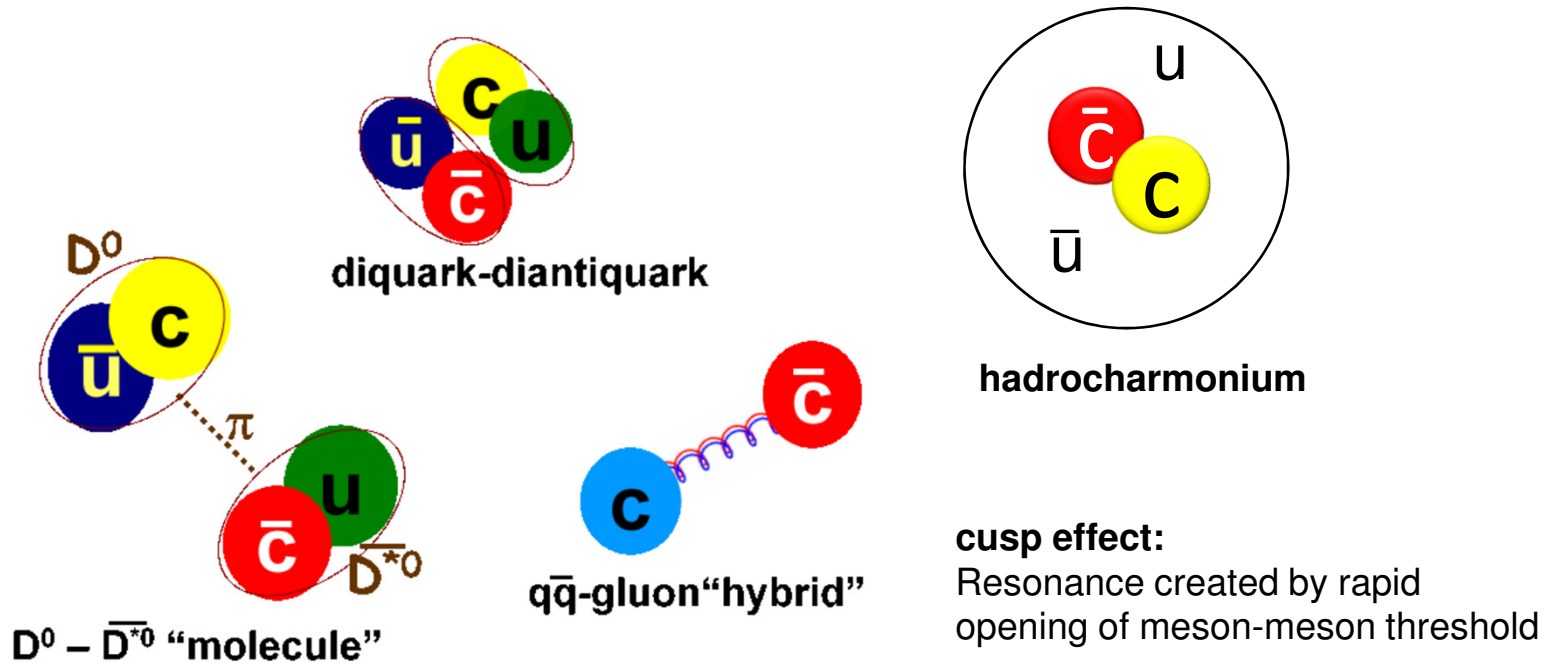 c
u
ū
c̄
diquark-diantiquark
D⁰
c
ū
π
u
c̄
D̅*⁰
D⁰ – D̅*⁰ “molecule”
c̄
c
qq̄-gluon“hybrid”
u
c̄
c
ū
hadrocharmonium
cusp effect:
Resonance created by rapid
opening of meson-meson threshold